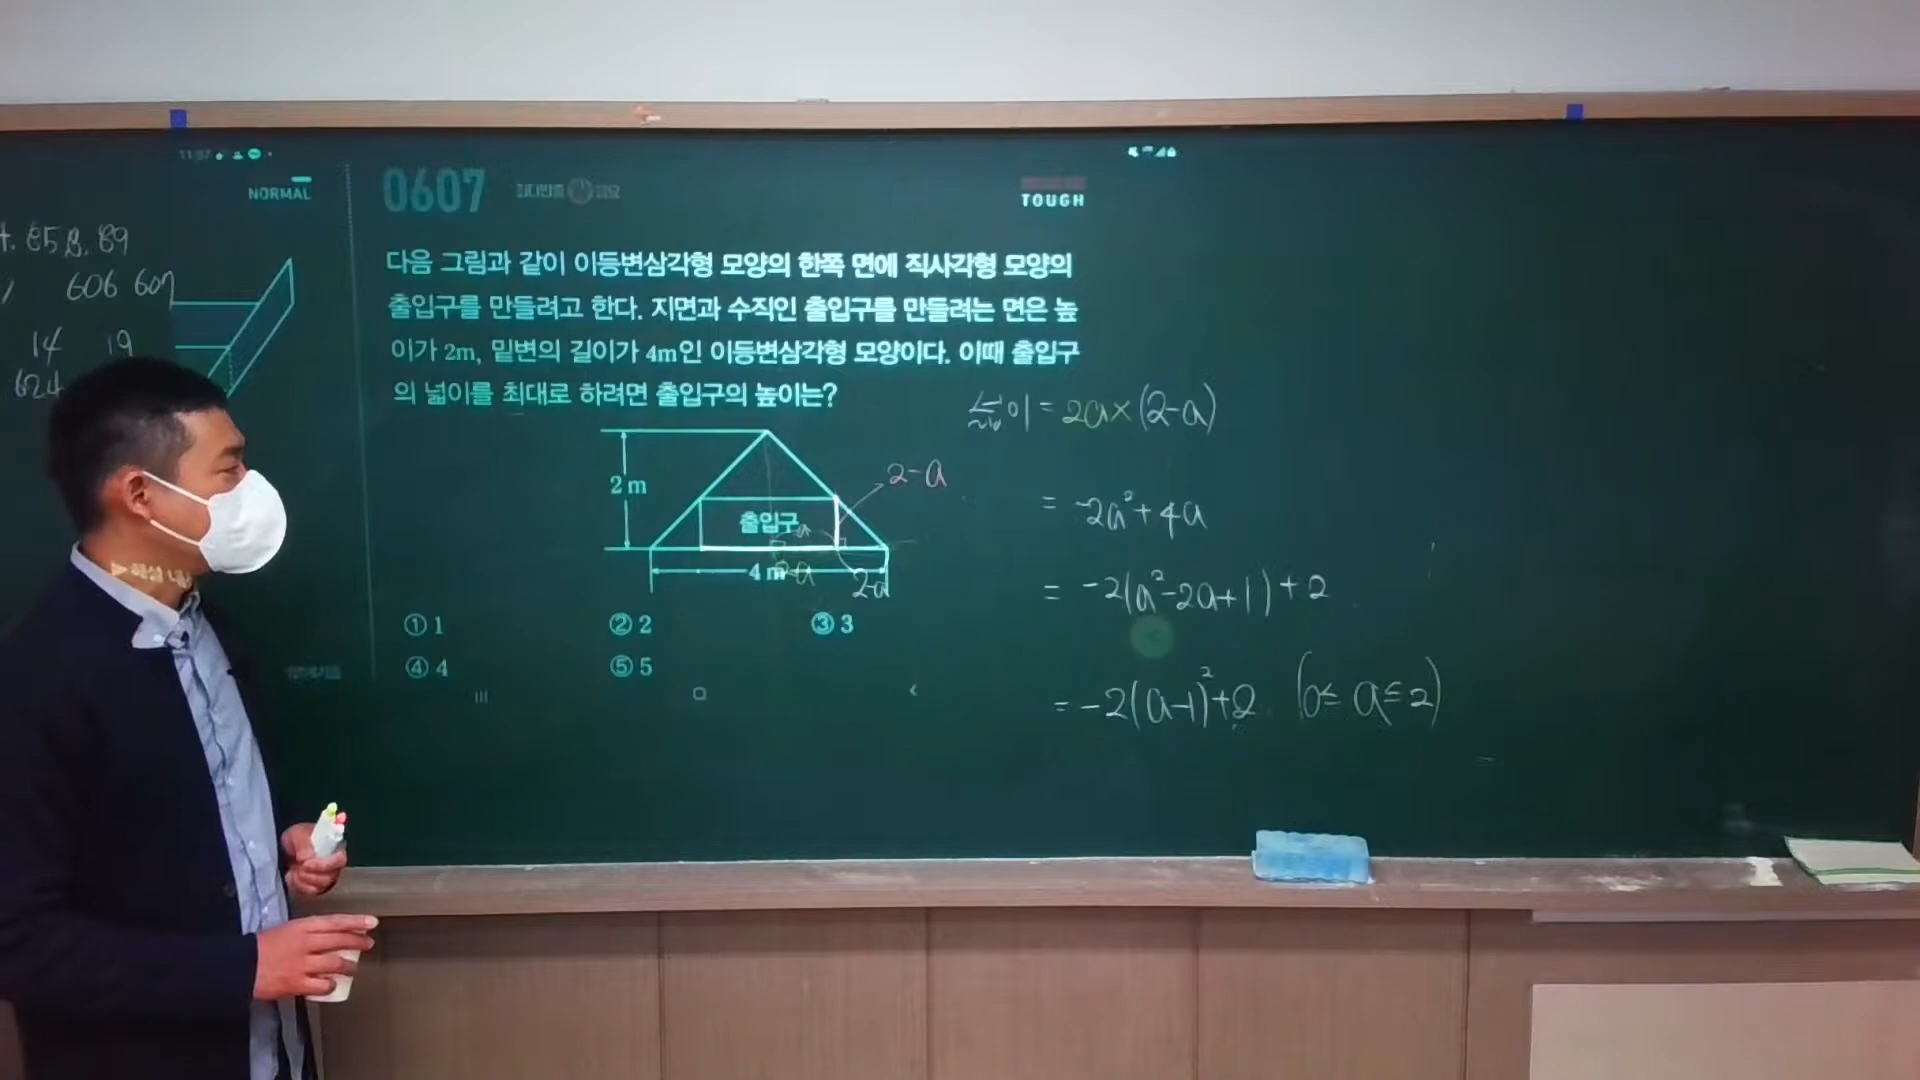 11:37
NORMAL
0607
TOUGH
85 B. 89
606 607
14 19
624
다음 그림과 같이 이등변삼각형 모양의 한쪽 면에 직사각형 모양의
출입구를 만들려고 한다. 지면과 수직인 출입구를 만들려는 면은 높
이가 2m, 밑변의 길이가 4m인 이등변삼각형 모양이다. 이때 출입구
의 넓이를 최대로 하려면 출입구의 높이는?
2 m
출입구
a
2-a
4 m
2-a
2a
① 1 ② 2 ③ 3
④ 4 ⑤ 5
넓이 = 2a×(2-a)
= -2a²+4a
= -2(a²-2a+1)+2
= -2(a-1)²+2 (0≤ a ≤2)